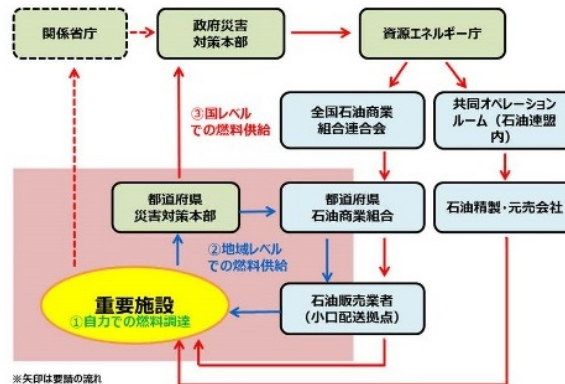 関係省庁
政府災害
対策本部
資源エネルギー庁
③国レベル
での燃料供給
全国石油商業
組合連合会
共同オペレーション
ルーム（石油連盟
内）
都道府県
災害対策本部
都道府県
石油商業組合
石油精製・元売会社
②地域レベル
での燃料供給
重要施設
①自力での燃料調達
石油販売業者
（小口配送拠点）
※矢印は要請の流れ